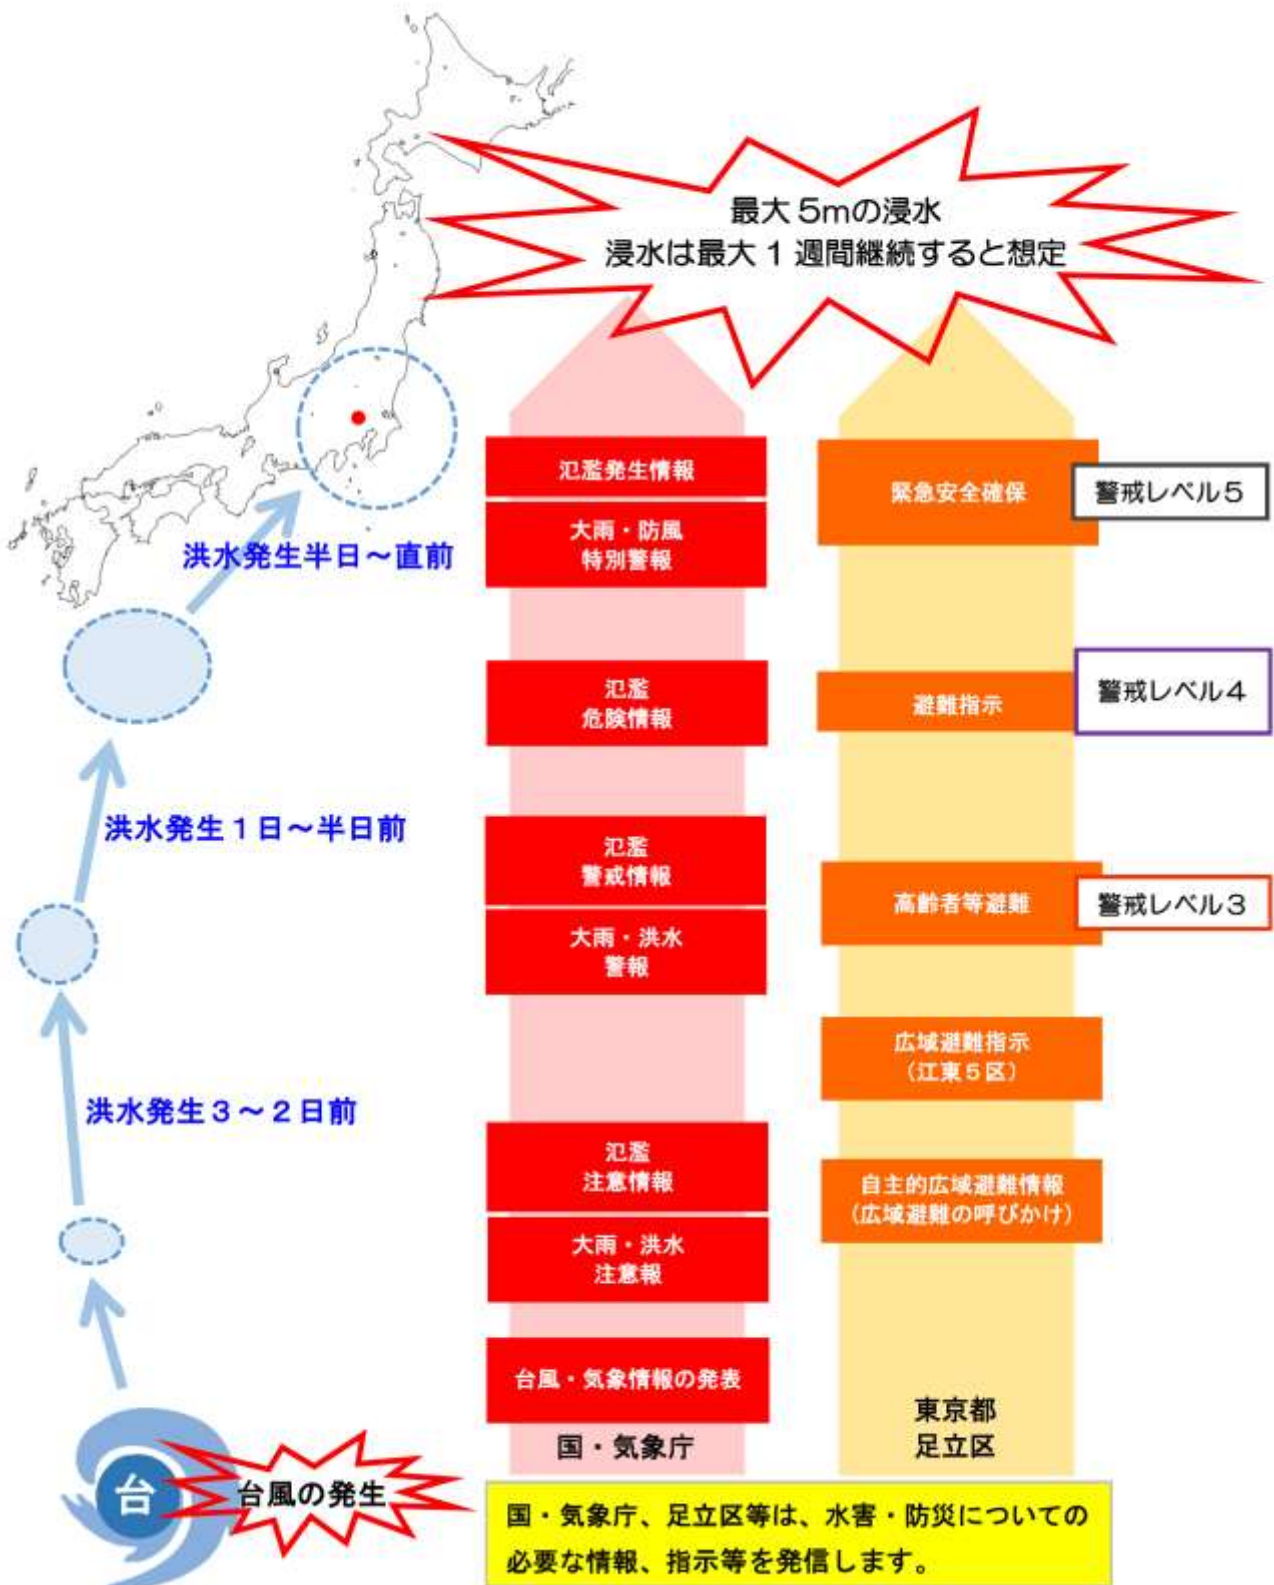 最大5mの浸水
浸水は最大1週間継続すると想定
氾濫発生情報
大雨・防風
特別警報
緊急安全確保
警戒レベル5
洪水発生半日～直前
氾濫
危険情報
避難指示
警戒レベル4
洪水発生1日～半日前
氾濫
警戒情報
大雨・洪水
警報
高齢者等避難
警戒レベル3
広域避難指示
（江東5区）
洪水発生3～2日前
氾濫
注意情報
大雨・洪水
注意報
自主的広域避難情報
（広域避難の呼びかけ）
台風・気象情報の発表
国・気象庁
東京都
足立区
台
台風の発生
国・気象庁、足立区等は、水害・防災についての
必要な情報、指示等を発信します。